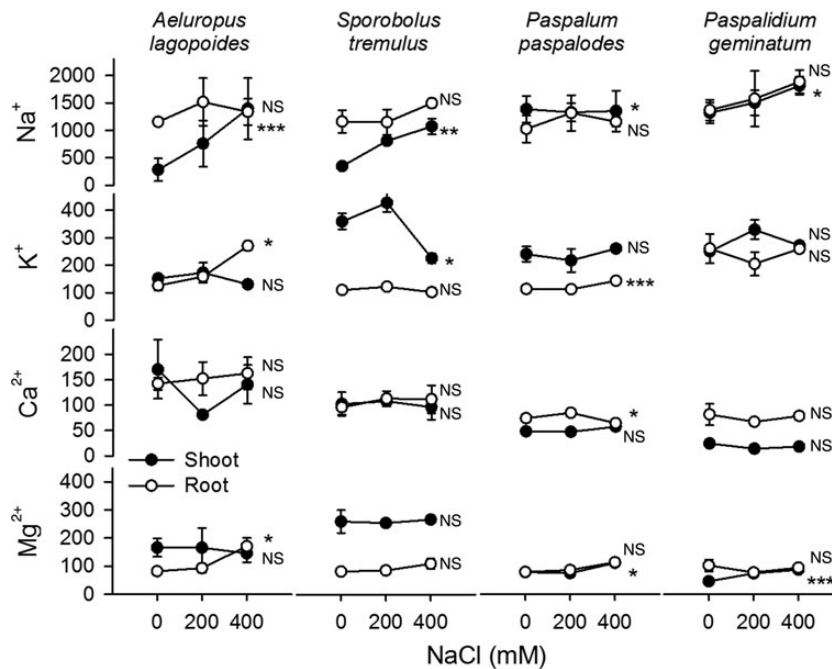 Aeluropus lagopoides
Sporobolus tremulus
Paspalum paspalodes
Paspalidium geminatum
Na⁺
2000
1500
1000
500
0
NS
***
NS
**
*
NS
NS
*
K⁺
400
300
200
100
0
*
NS
*
NS
NS
***
NS
NS
Ca²⁺
200
150
100
50
0
NS
NS
NS
NS
*
NS
NS
NS
Shoot
Root
Mg²⁺
400
300
200
100
0
*
NS
NS
NS
NS
*
NS
***
0 200 400
0 200 400
0 200 400
0 200 400
NaCl (mM)